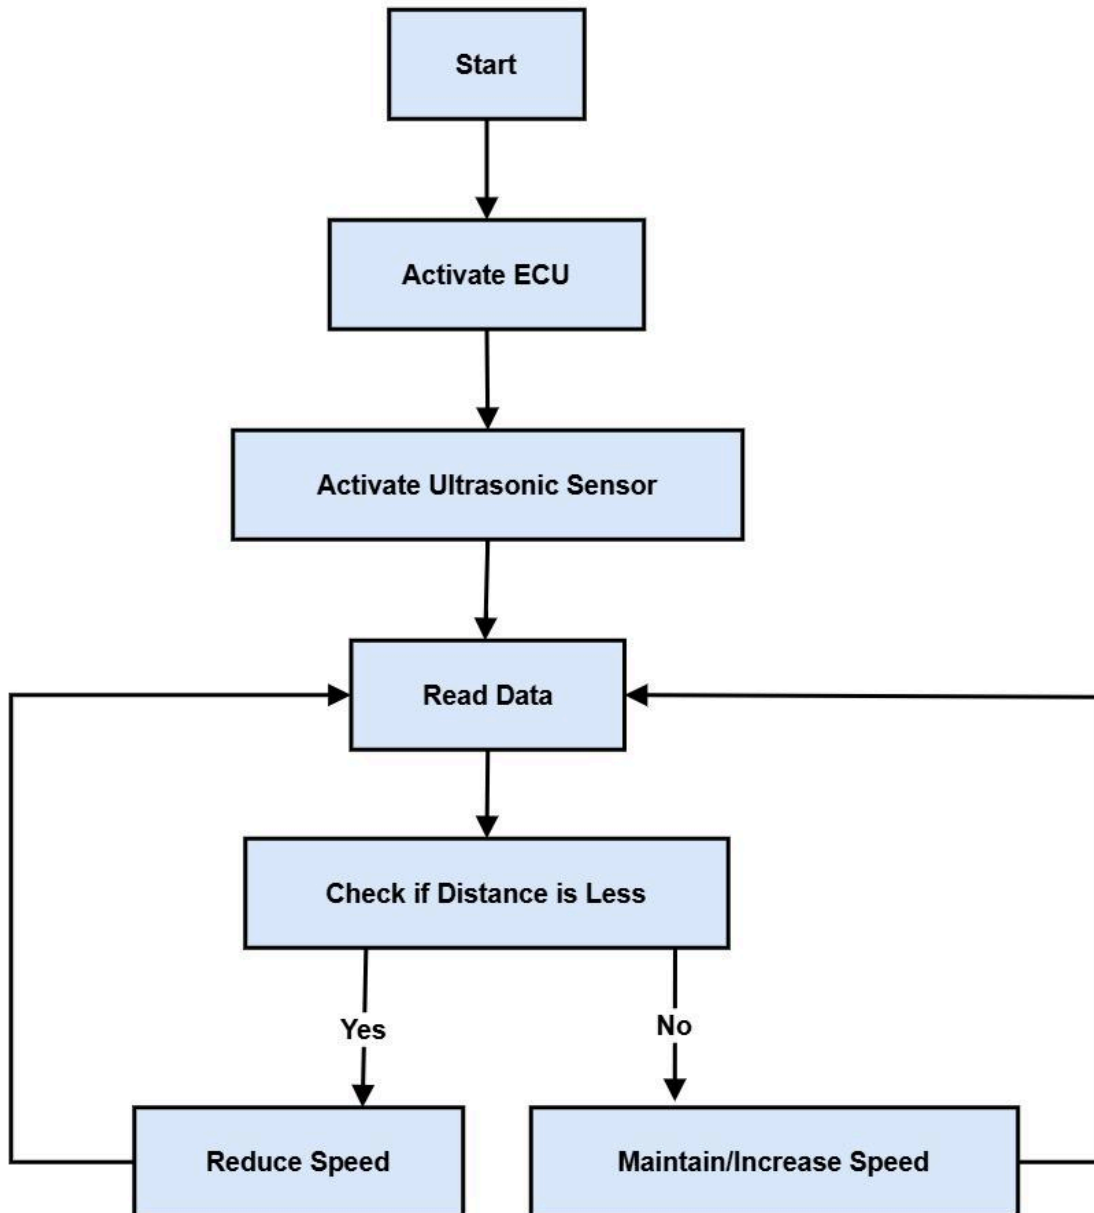 Start
Activate ECU
Activate Ultrasonic Sensor
Read Data
Check if Distance is Less
Yes
No
Reduce Speed
Maintain/Increase Speed